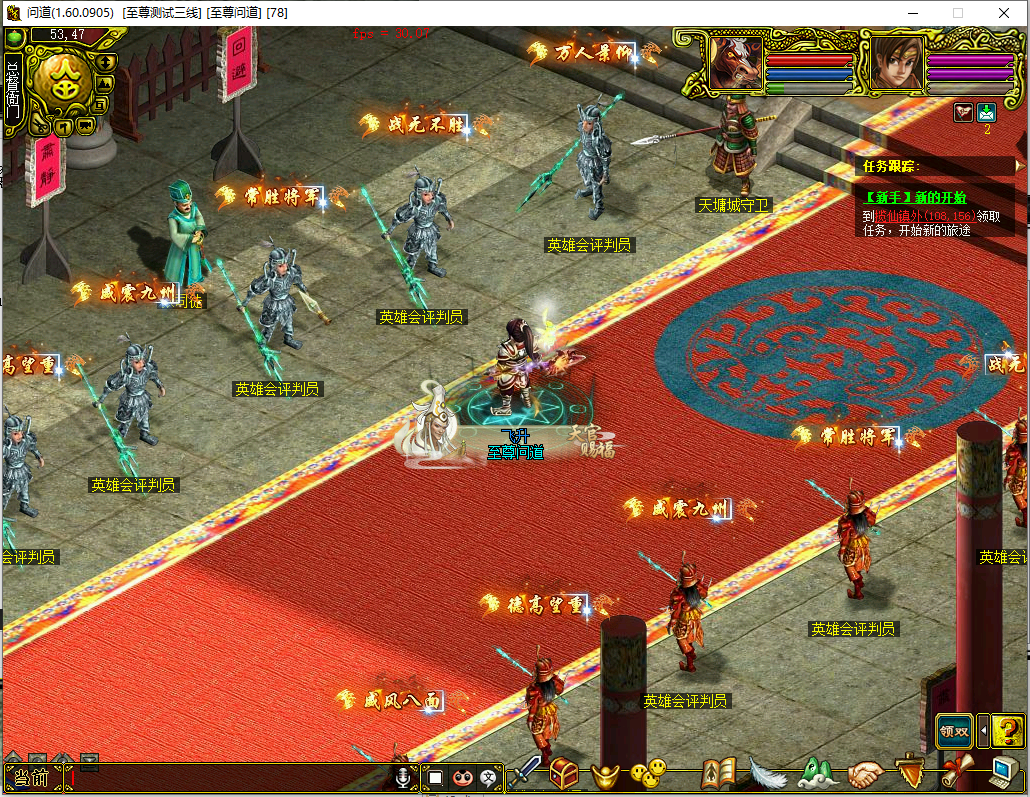 问道(1.60.0905) [至尊测试三线] [至尊问道] [78]
53,47
fps = 30.07
万人景仰
回避
战无不胜
2
任务跟踪:
肃静
常胜将军
天墉城守卫
【新手】新的开始
到揽仙镇外(108,156)领取
任务，开始新的旅途
英雄会评判员
威震九州
英雄会评判员
高望重
战无
英雄会评判员
飞升
天官
赐福
至尊问道
常胜将军
英雄会评判员
威震九州
会评判员
英雄会
德高望重
英雄会评判员
威风八面
英雄会评判员
领双
?
当前
文